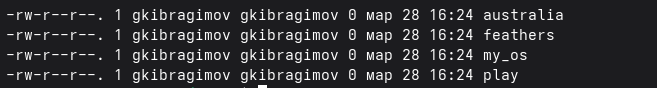 -rw-r--r--. 1 gkibragimov gkibragimov 0 мар 28 16:24 australia
-rw-r--r--. 1 gkibragimov gkibragimov 0 мар 28 16:24 feathers
-rw-r--r--. 1 gkibragimov gkibragimov 0 мар 28 16:24 my_os
-rw-r--r--. 1 gkibragimov gkibragimov 0 мар 28 16:24 play